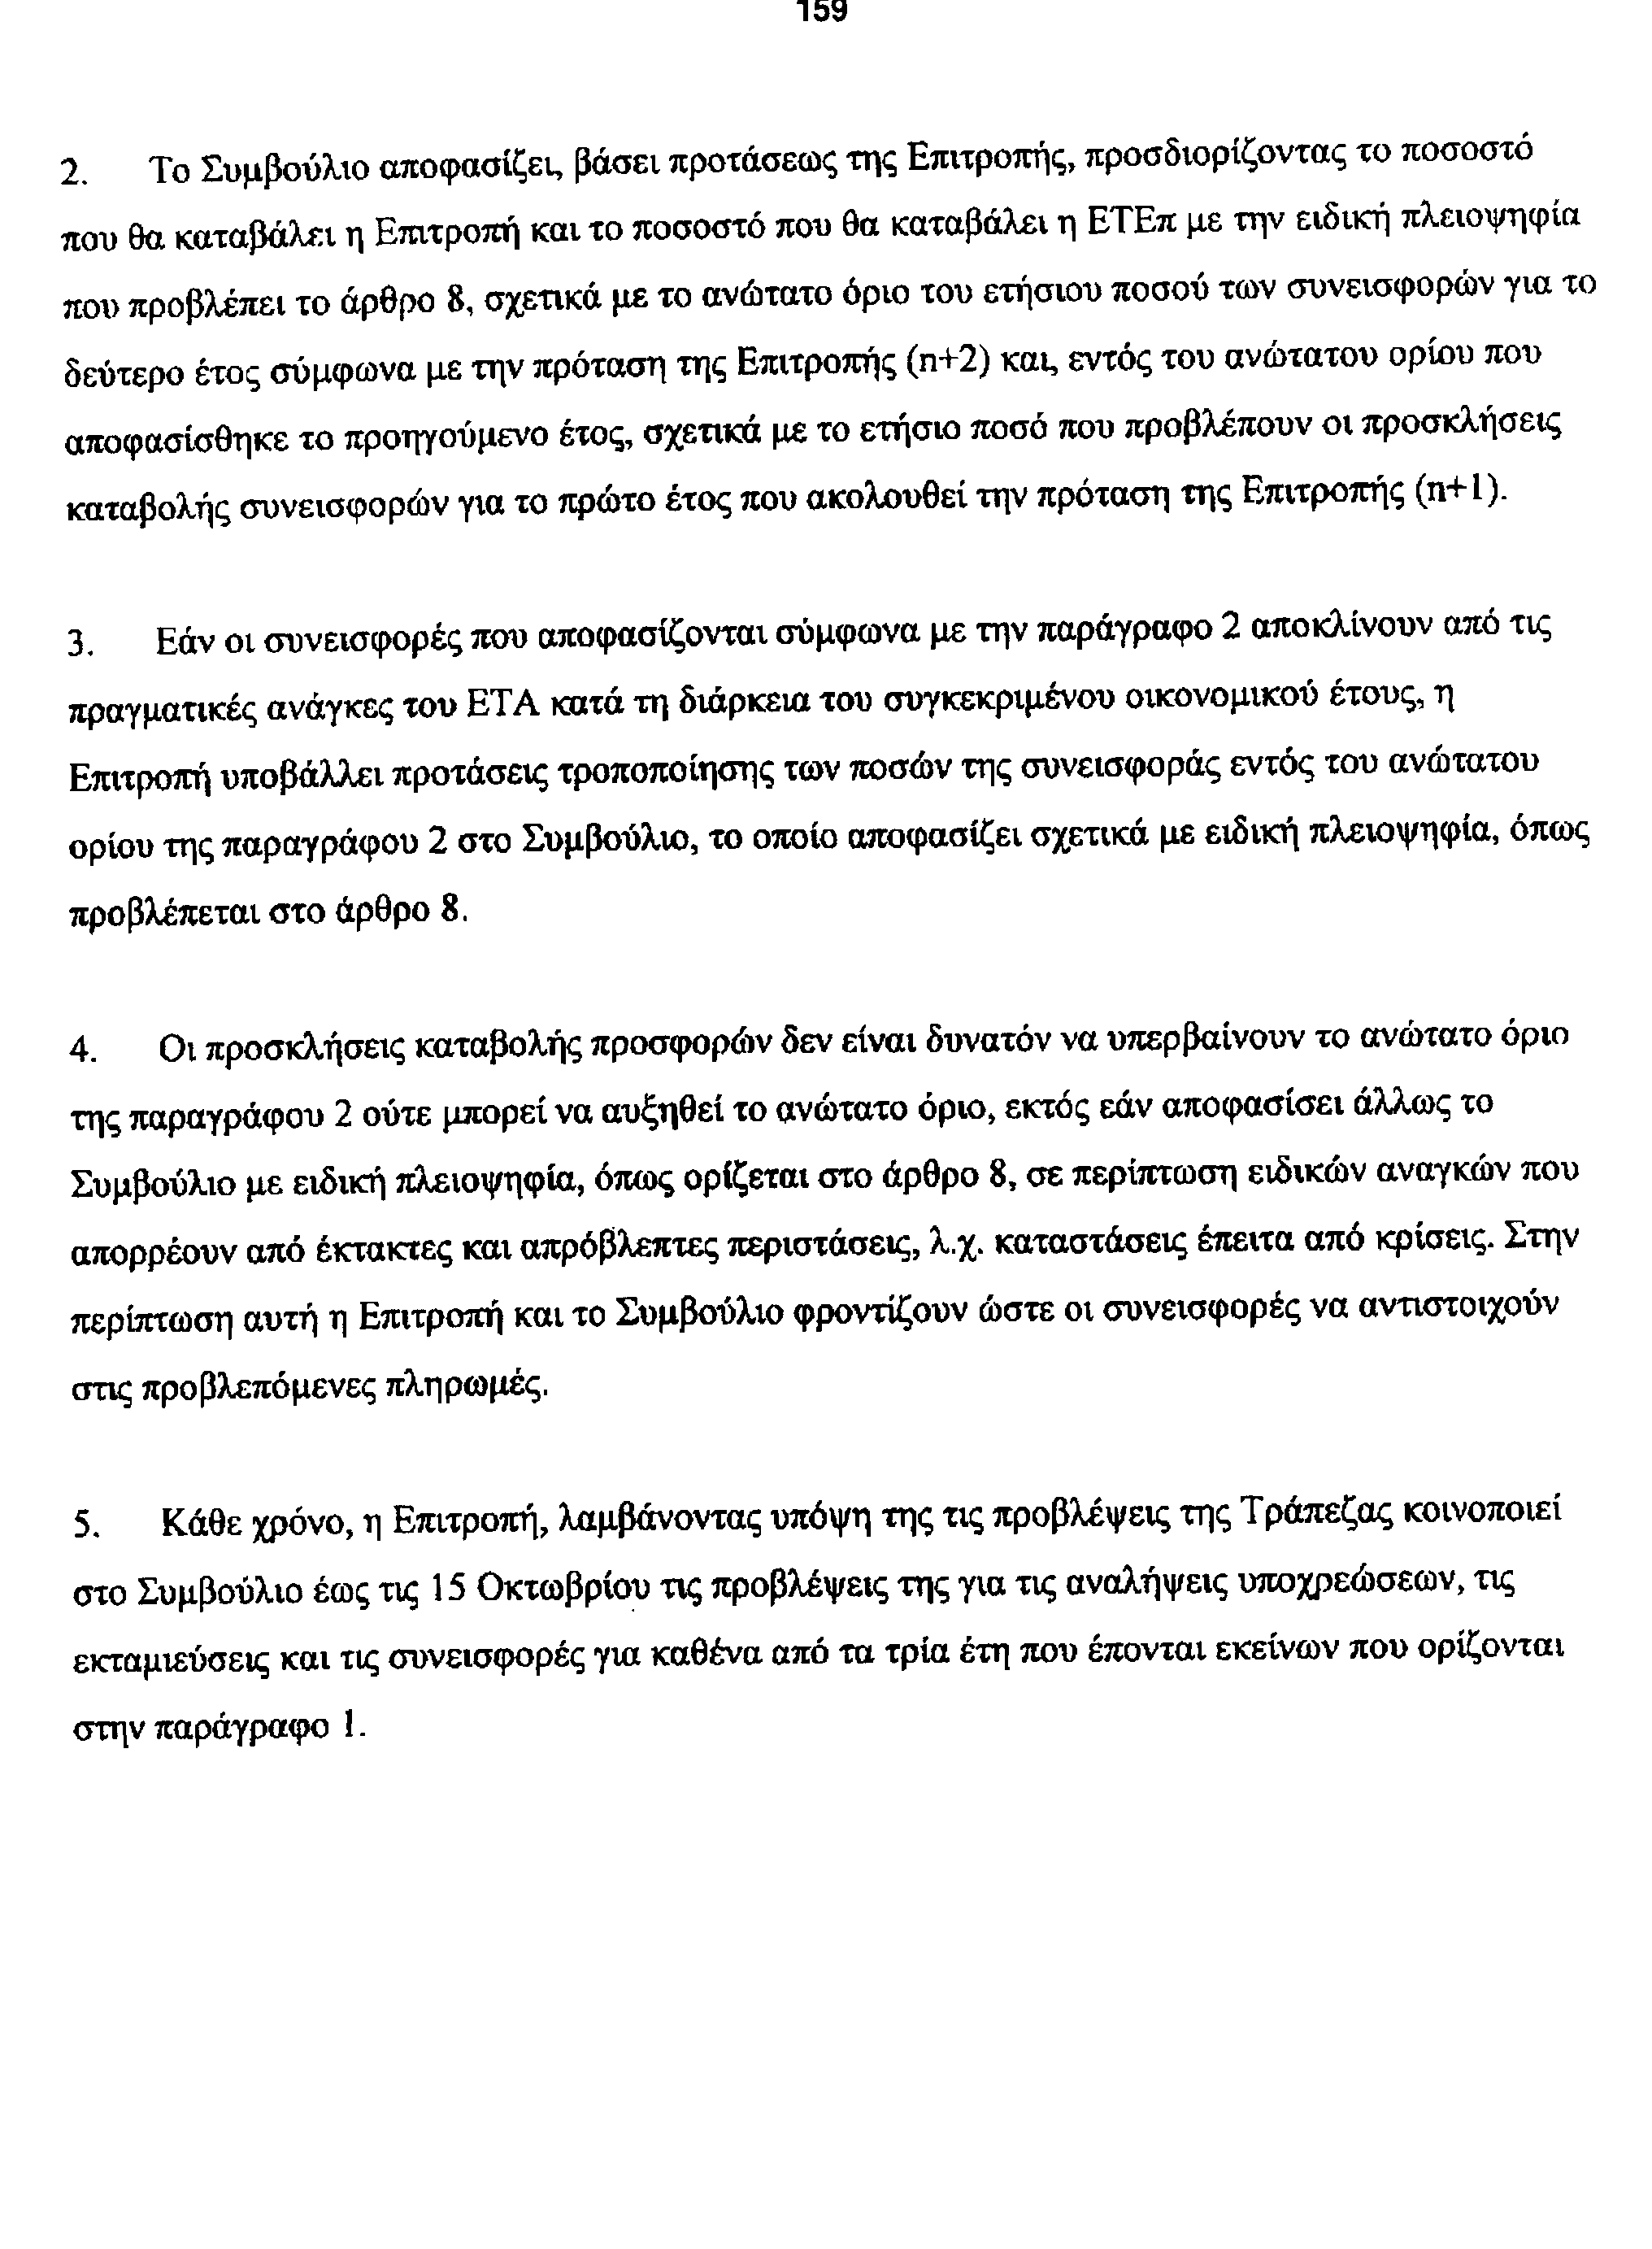 159
2. Το Συμβούλιο αποφασίζει, βάσει προτάσεως της Επιτροπής, προσδιορίζοντας το ποσοστό
που θα καταβάλει η Επιτροπή και το ποσοστό που θα καταβάλει η ΕΤΕπ με την ειδική πλειοψηφία
που προβλέπει το άρθρο 8, σχετικά με το ανώτατο όριο του ετήσιου ποσού των συνεισφορών για το
δεύτερο έτος σύμφωνα με την πρόταση της Επιτροπής (n+2) και, εντός του ανώτατου ορίου που
αποφασίσθηκε το προηγούμενο έτος, σχετικά με το ετήσιο ποσό που προβλέπουν οι προσκλήσεις
καταβολής συνεισφορών για το πρώτο έτος που ακολουθεί την πρόταση της Επιτροπής (n+1).
3. Εάν οι συνεισφορές που αποφασίζονται σύμφωνα με την παράγραφο 2 αποκλίνουν από τις
πραγματικές ανάγκες του ΕΤΑ κατά τη διάρκεια του συγκεκριμένου οικονομικού έτους, η
Επιτροπή υποβάλλει προτάσεις τροποποίησης των ποσών της συνεισφοράς εντός του ανώτατου
ορίου της παραγράφου 2 στο Συμβούλιο, το οποίο αποφασίζει σχετικά με ειδική πλειοψηφία, όπως
προβλέπεται στο άρθρο 8.
4. Οι προσκλήσεις καταβολής προσφορών δεν είναι δυνατόν να υπερβαίνουν το ανώτατο όριο
της παραγράφου 2 ούτε μπορεί να αυξηθεί το ανώτατο όριο, εκτός εάν αποφασίσει άλλως το
Συμβούλιο με ειδική πλειοψηφία, όπως ορίζεται στο άρθρο 8, σε περίπτωση ειδικών αναγκών που
απορρέουν από έκτακτες και απρόβλεπτες περιστάσεις, λ.χ. καταστάσεις έπειτα από κρίσεις. Στην
περίπτωση αυτή η Επιτροπή και το Συμβούλιο φροντίζουν ώστε οι συνεισφορές να αντιστοιχούν
στις προβλεπόμενες πληρωμές.
5. Κάθε χρόνο, η Επιτροπή, λαμβάνοντας υπόψη της τις προβλέψεις της Τράπεζας κοινοποιεί
στο Συμβούλιο έως τις 15 Οκτωβρίου τις προβλέψεις της για τις αναλήψεις υποχρεώσεων, τις
εκταμιεύσεις και τις συνεισφορές για καθένα από τα τρία έτη που έπονται εκείνων που ορίζονται
στην παράγραφο 1.